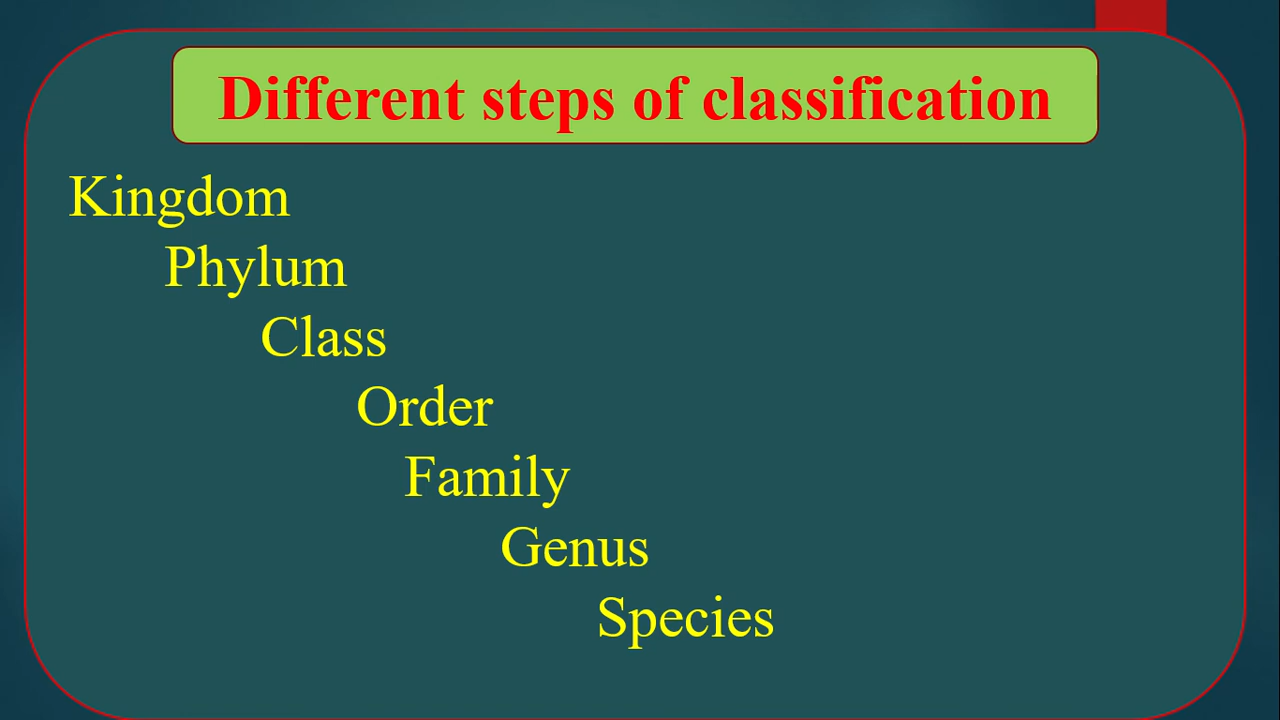 Different steps of classification
Kingdom
Phylum
Class
Order
Family
Genus
Species